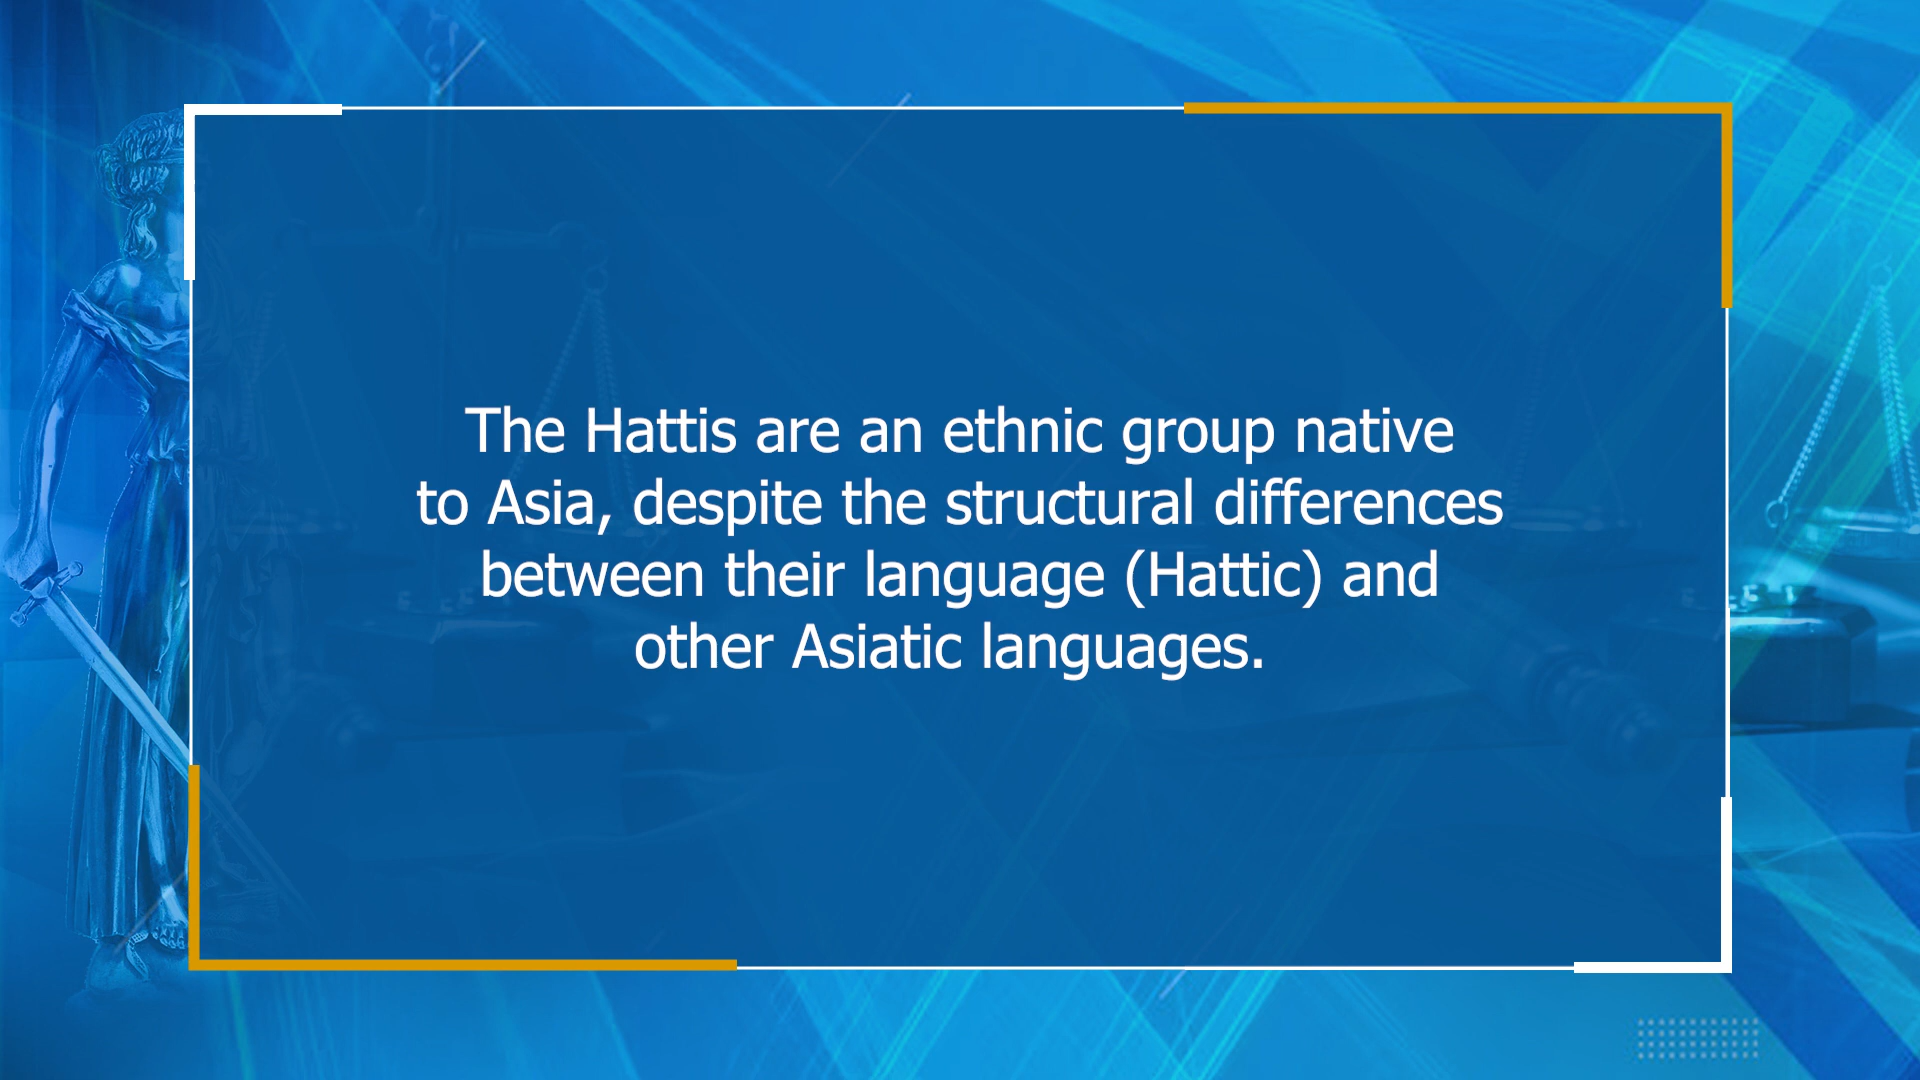 The Hattis are an ethnic group native
to Asia, despite the structural differences
between their language (Hattic) and
other Asiatic languages.